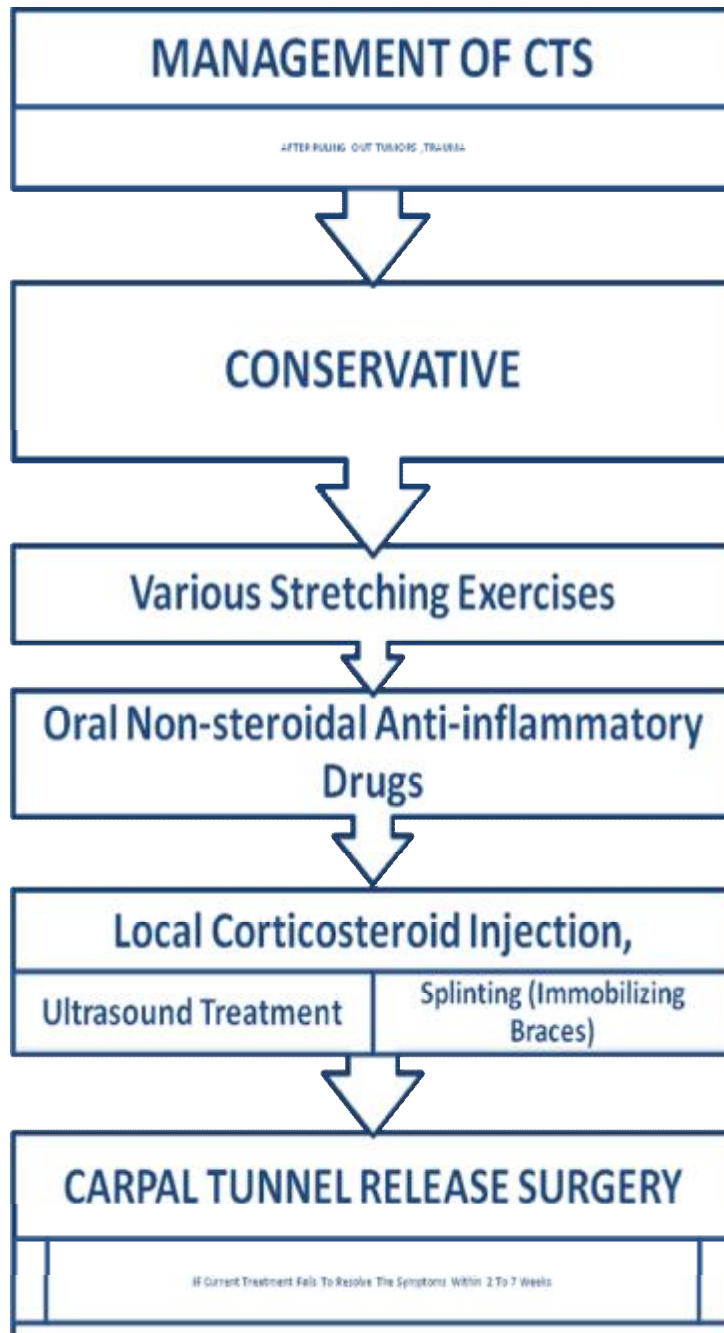 MANAGEMENT OF CTS
AFTER RULING OUT TUMORS ,TRAUMA
CONSERVATIVE
Various Stretching Exercises
Oral Non-steroidal Anti-inflammatory
Drugs
Local Corticosteroid Injection,
Ultrasound Treatment
Splinting (Immobilizing
Braces)
CARPAL TUNNEL RELEASE SURGERY
IF Current Treatment Fails To Resolve The Symptoms Within 2 To 7 Weeks